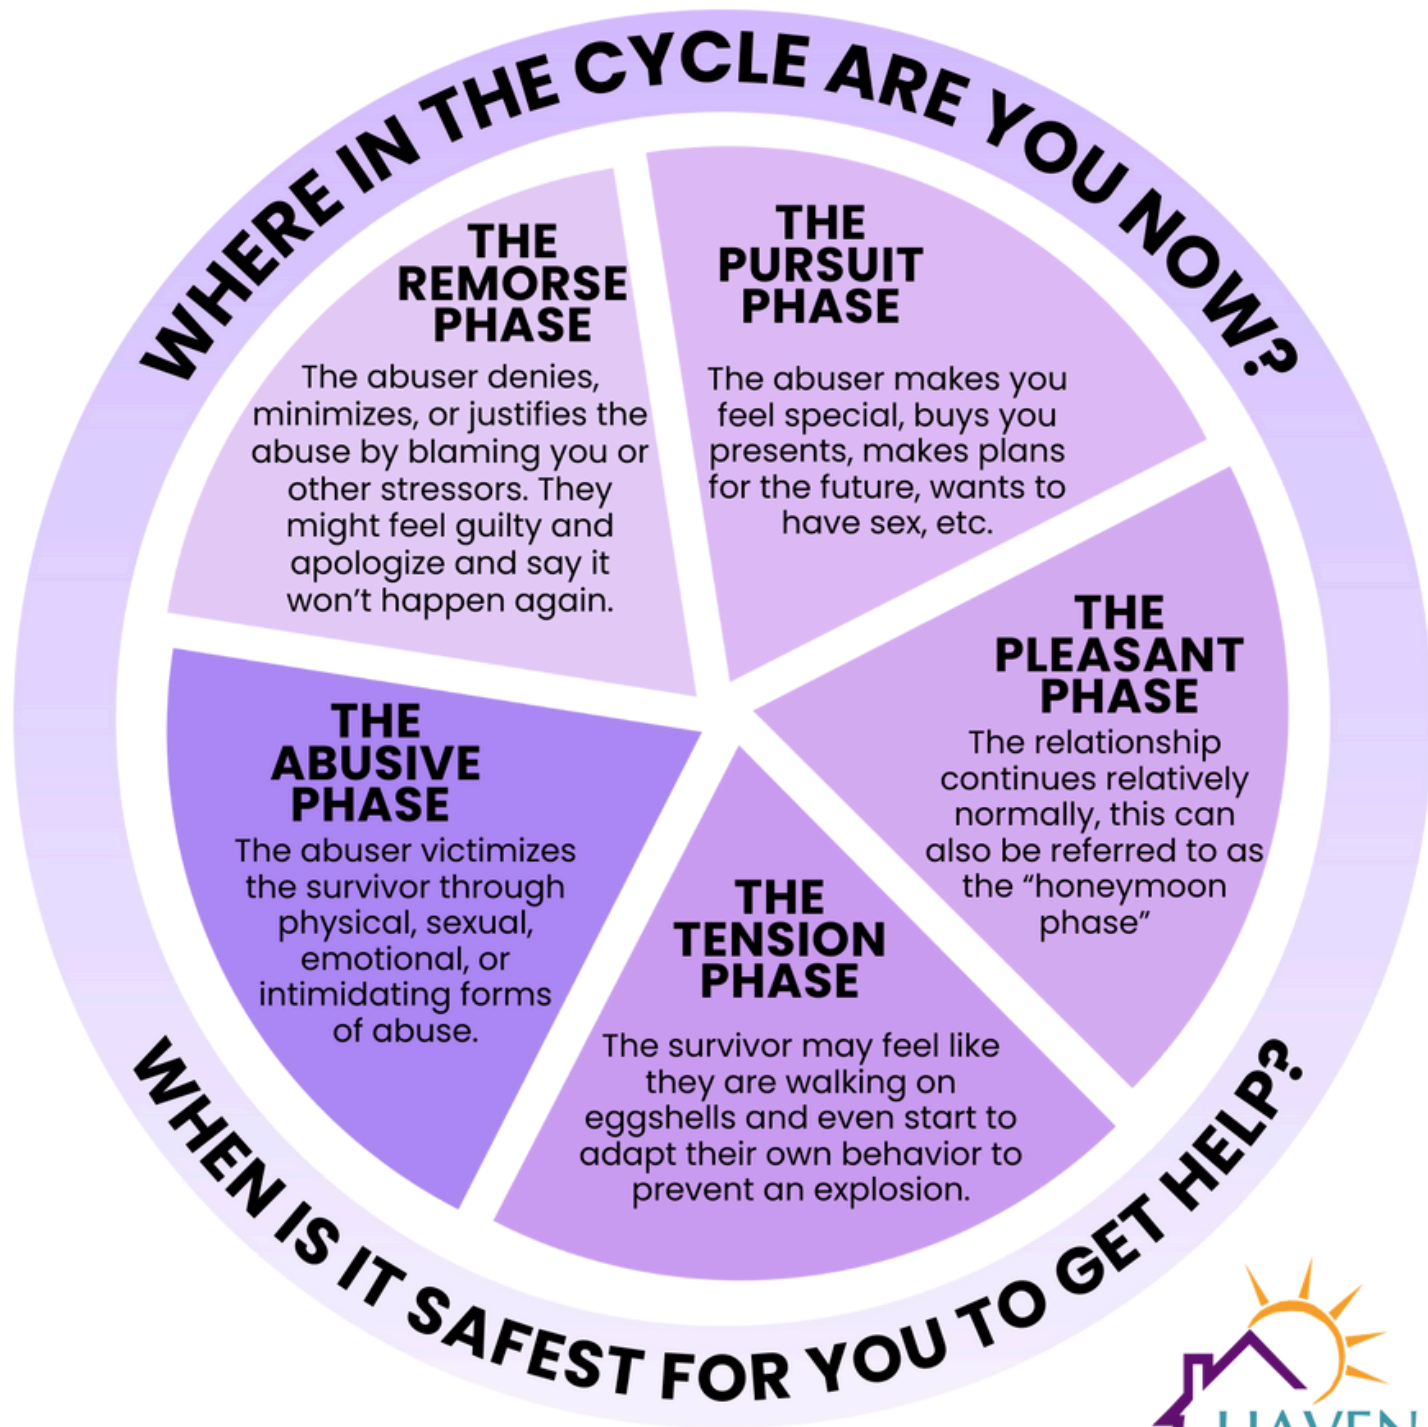 WHERE IN THE CYCLE ARE YOU NOW?
THE
REMORSE
PHASE
The abuser denies,
minimizes, or justifies the
abuse by blaming you or
other stressors. They
might feel guilty and
apologize and say it
won't happen again.
THE
PURSUIT
PHASE
The abuser makes you
feel special, buys you
presents, makes plans
for the future, wants to
have sex, etc.
THE
PLEASANT
PHASE
The relationship
continues relatively
normally, this can
also be referred to as
the “honeymoon
phase”
THE
TENSION
PHASE
The survivor may feel like
they are walking on
eggshells and even start to
adapt their own behavior to
prevent an explosion.
THE
ABUSIVE
PHASE
The abuser victimizes
the survivor through
physical, sexual,
emotional, or
intimidating forms
of abuse.
WHEN IS IT SAFEST FOR YOU TO GET HELP?
HAVEN